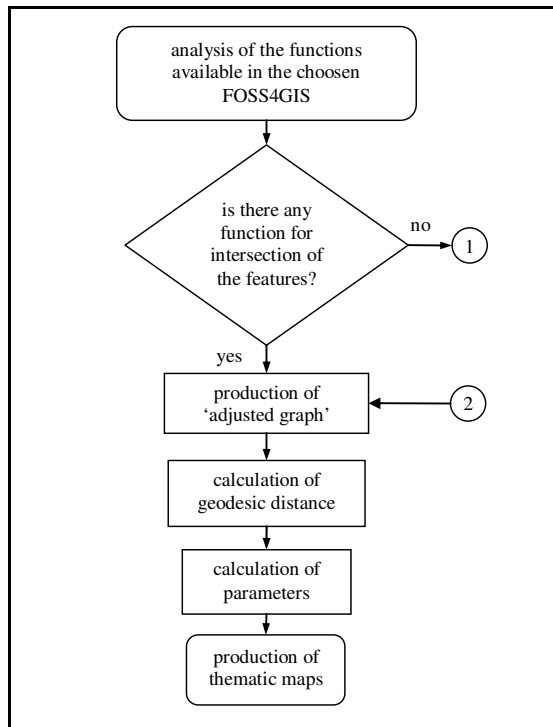 analysis of the functions
available in the choosen
FOSS4GIS
is there any
function for
intersection of
the features?
no
1
yes
production of
‘adjusted graph’
2
calculation of
geodesic distance
calculation of
parameters
production of
thematic maps